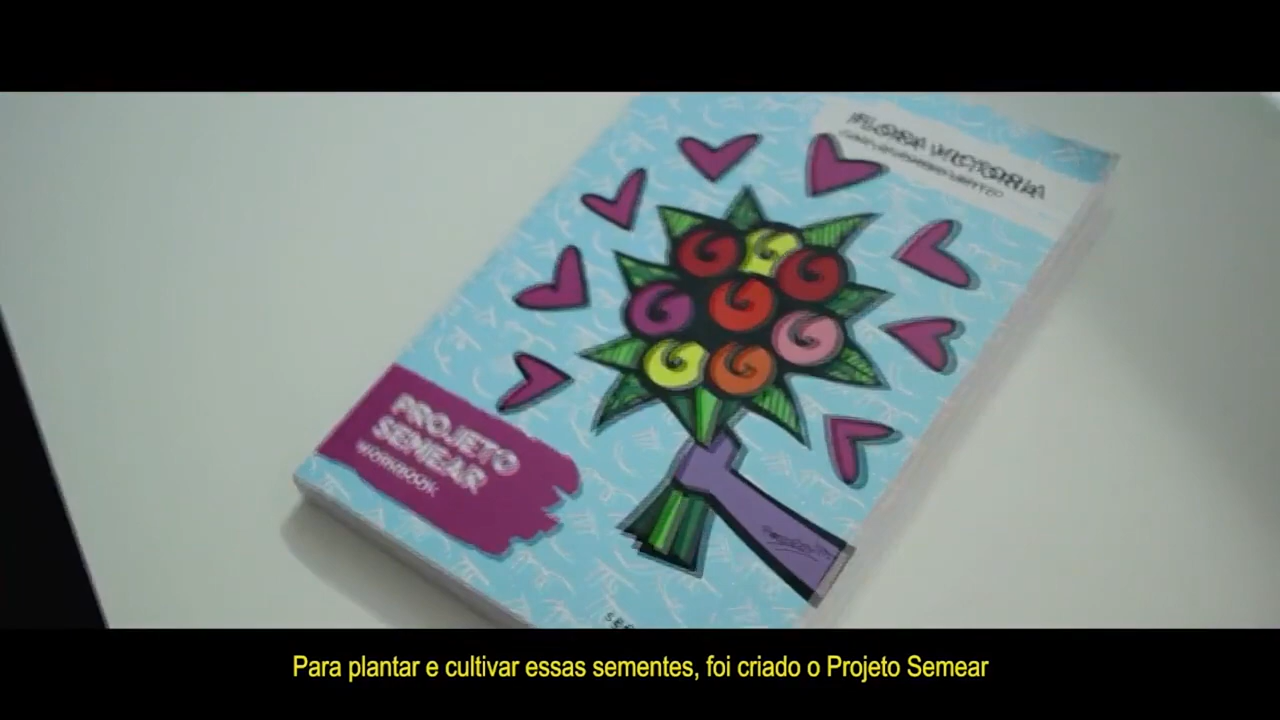 FLORA VICTORIA
PROJETO
SEMEAR
WORKBOOK
Para plantar e cultivar essas sementes, foi criado o Projeto Semear